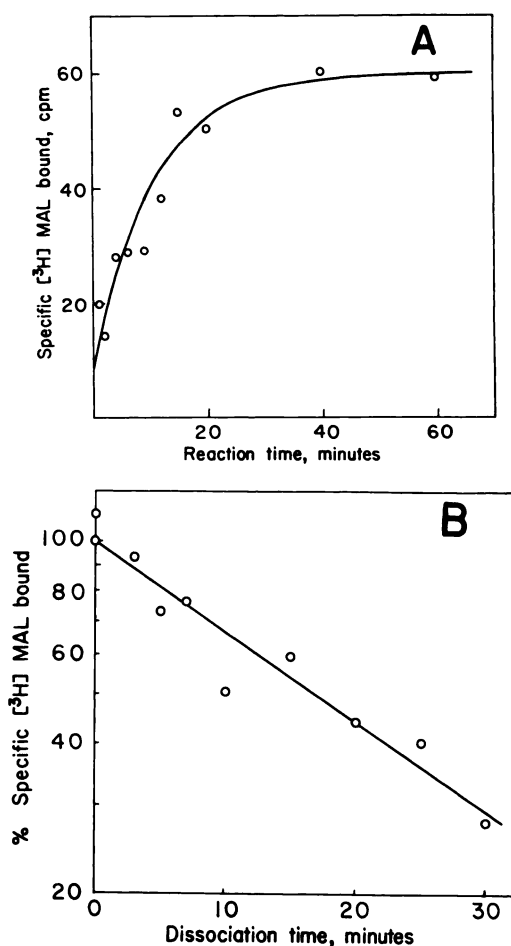 A
Specific [³H] MAL bound, cpm
60
40
20
20
40
60
Reaction time, minutes
B
% Specific [³H] MAL bound
100
80
60
40
20
0
10
20
30
Dissociation time, minutes